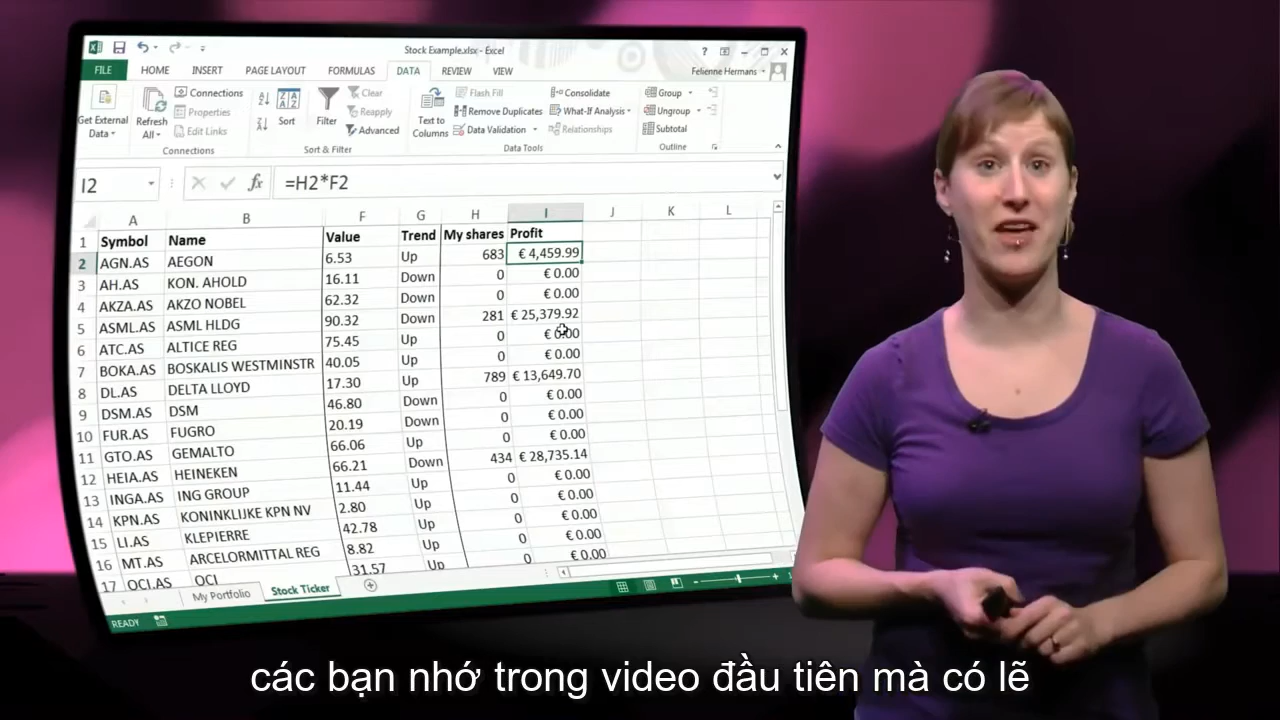 Stock Example.xlsx - Excel
FILE HOME INSERT PAGE LAYOUT FORMULAS DATA REVIEW VIEW Felienne Hermans
Get External Data
Refresh All
Connections
Properties
Edit Links
Connections
Sort
Filter
Clear
Reapply
Advanced
Sort & Filter
Text to Columns
Flash Fill
Remove Duplicates
Data Validation
Consolidate
What-If Analysis
Relationships
Data Tools
Group
Ungroup
Subtotal
Outline
I2 fx =H2*F2
A B F G H I J K L
1 Symbol Name Value Trend My shares Profit
2 AGN.AS AEGON 6.53 Up 683 € 4,459.99
3 AH.AS KON. AHOLD 16.11 Down 0 € 0.00
4 AKZA.AS AKZO NOBEL 62.32 Down 0 € 0.00
5 ASML.AS ASML HLDG 90.32 Down 281 € 25,379.92
6 ATC.AS ALTICE REG 75.45 Up 0 € 0.00
7 BOKA.AS BOSKALIS WESTMINSTR 40.05 Up 0 € 0.00
8 DL.AS DELTA LLOYD 17.30 Up 789 € 13,649.70
9 DSM.AS DSM 46.80 Down 0 € 0.00
10 FUR.AS FUGRO 20.19 Down 0 € 0.00
11 GTO.AS GEMALTO 66.06 Up 0 € 0.00
12 HEIA.AS HEINEKEN 66.21 Down 434 € 28,735.14
13 INGA.AS ING GROUP 11.44 Up 0 € 0.00
14 KPN.AS KONINKLIJKE KPN NV 2.80 Up 0 € 0.00
15 LI.AS KLEPIERRE 42.78 Up 0 € 0.00
16 MT.AS ARCELORMITTAL REG 8.82 Up 0 € 0.00
17 OCI.AS OCI 31.57 Up 0 € 0.00
My Portfolio Stock Ticker
READY
các bạn nhớ trong video đầu tiên mà có lẽ